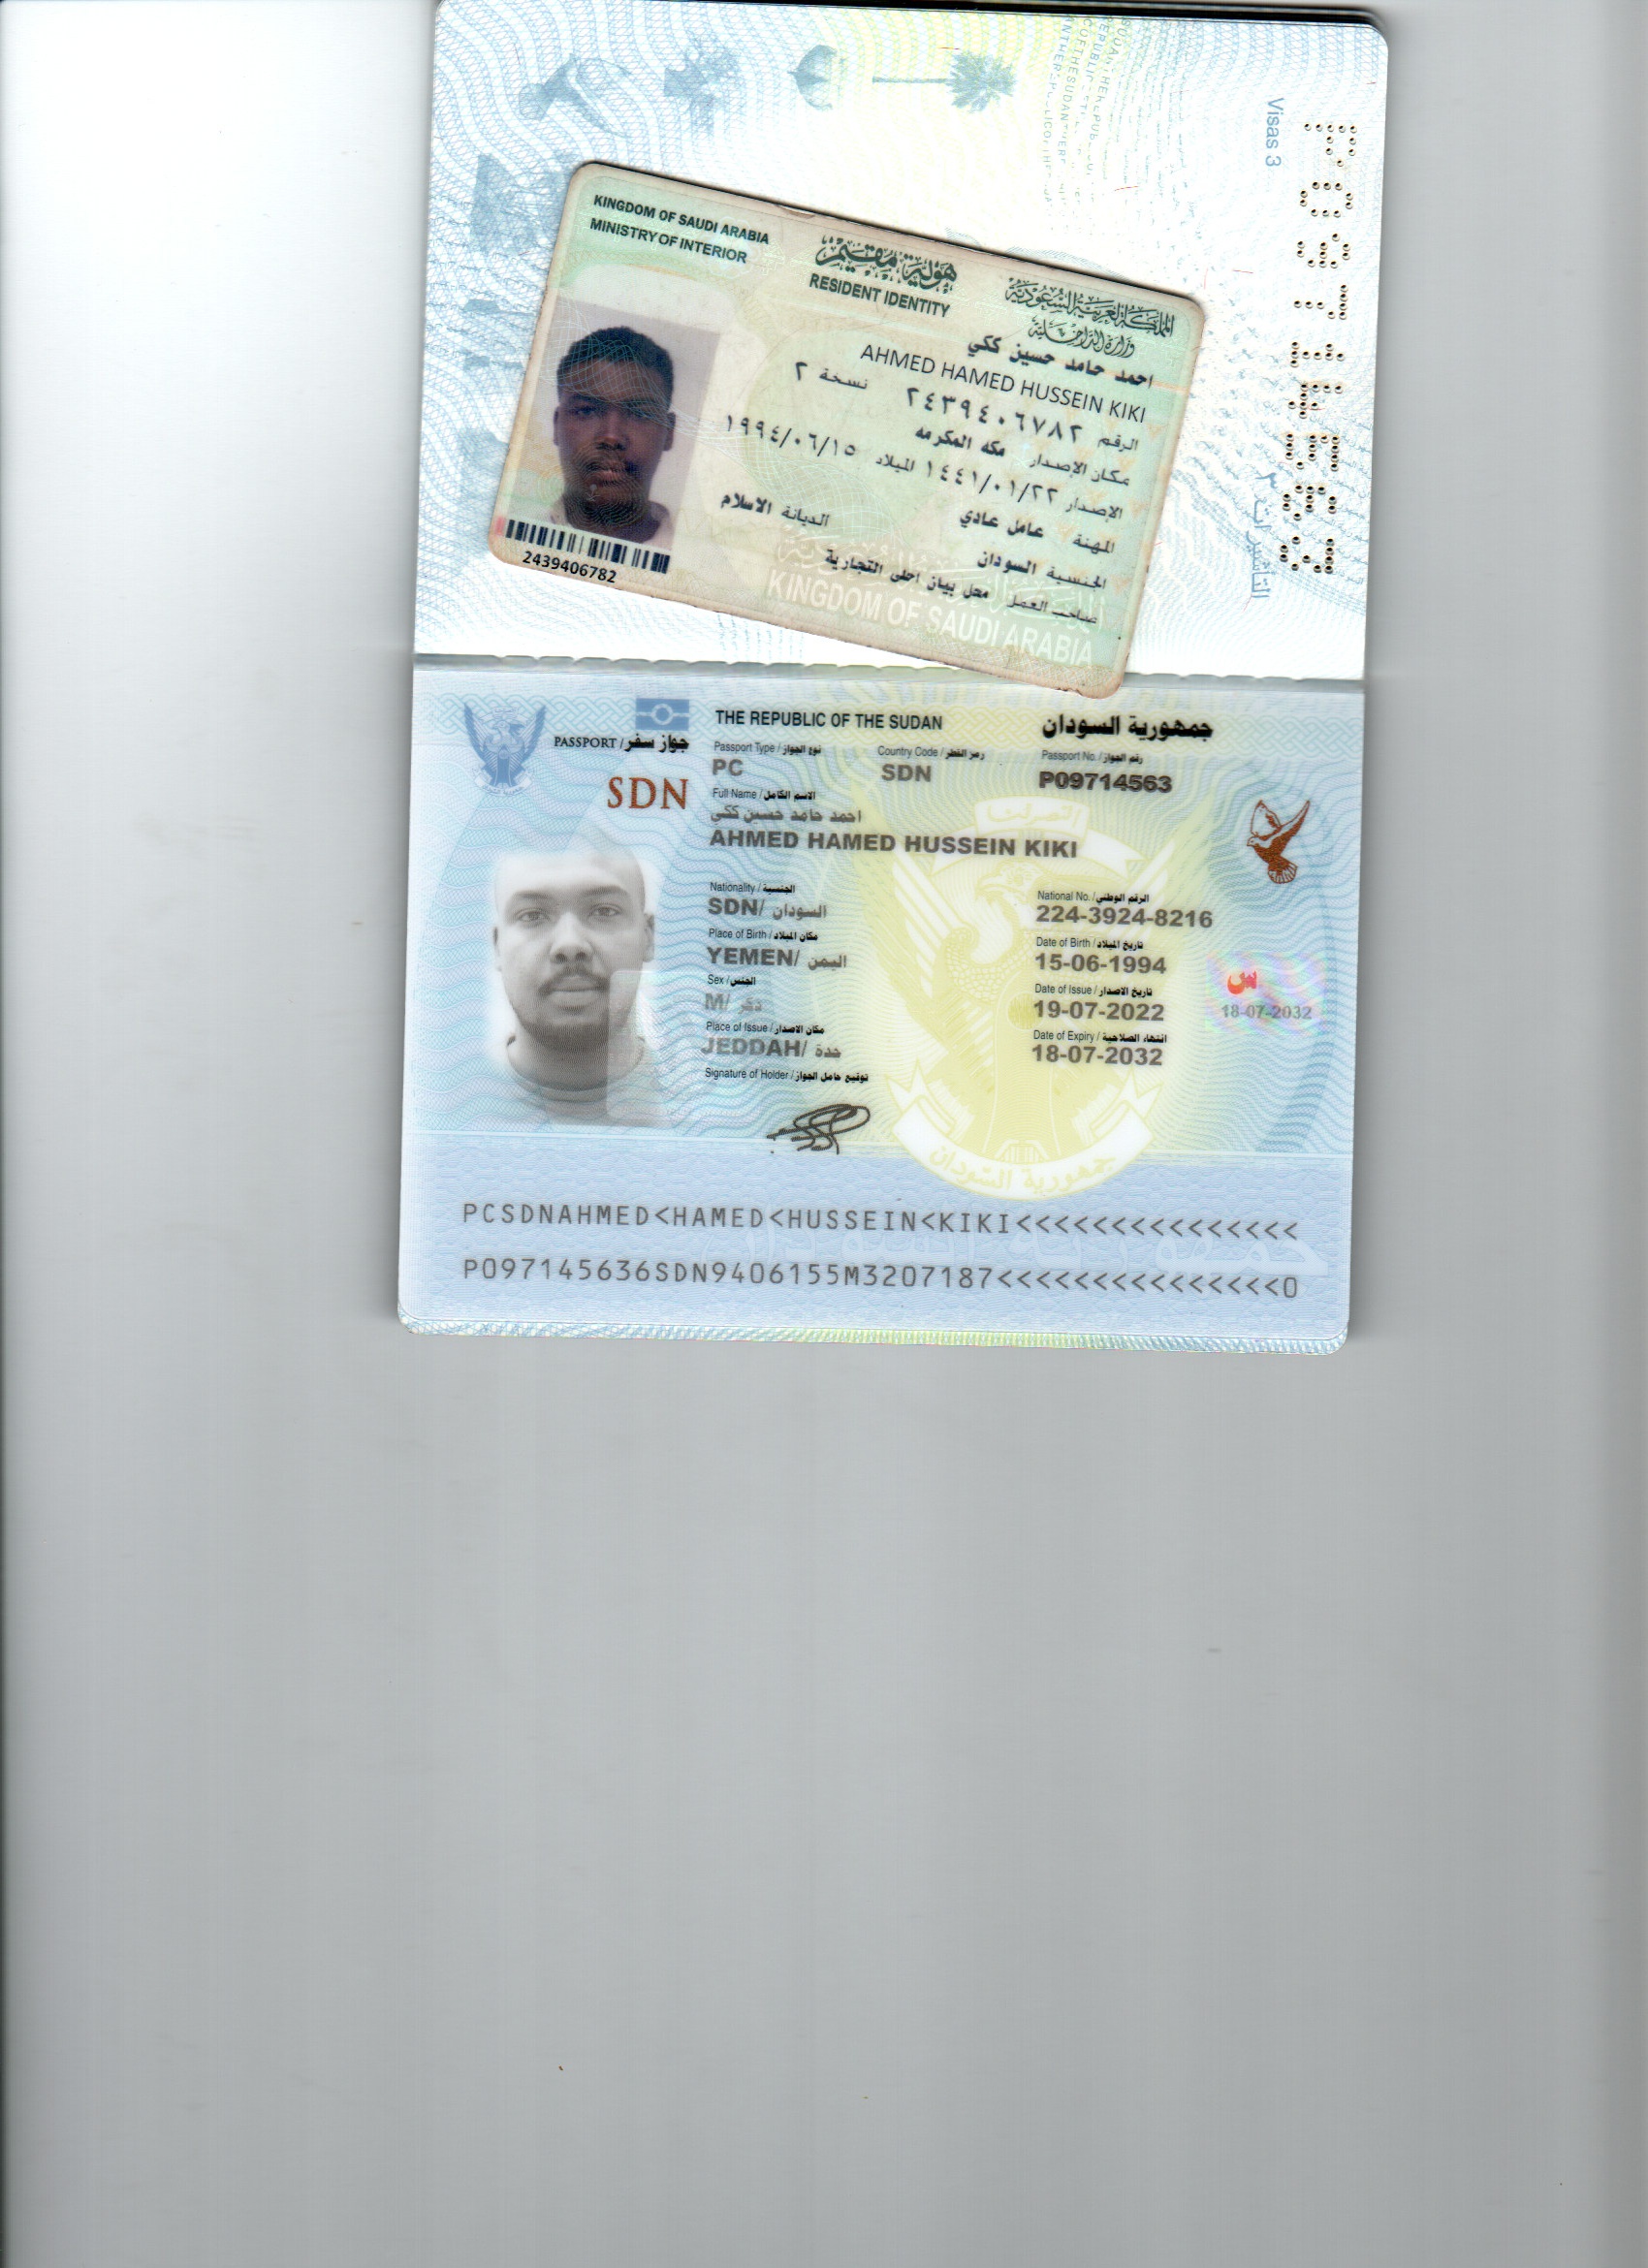 Visas 3
التأشيرات ٣
P09714563
KINGDOM OF SAUDI ARABIA
MINISTRY OF INTERIOR
هوية مقيم
RESIDENT IDENTITY
المملكة العربية السعودية
وزارة الداخلية
احمد حامد حسين ككي
AHMED HAMED HUSSEIN KIKI
الرقم ٢٤٣٩٤٠٦٧٨٢ نسخة ٢
مكان الإصدار مكه المكرمه
الإصدار ١٤٤١/٠١/٢٢ الميلاد ١٩٩٤/٠٦/١٥
المهنة عامل عادي
الديانة الاسلام
الجنسية السودان
صاحب العمل محل بيان احلى التجارية
2439406782
KINGDOM OF SAUDI ARABIA
THE REPUBLIC OF THE SUDAN جمهورية السودان
PASSPORT / جواز سفر
SDN
Passport Type / نوع الجواز Country Code / رمز القطر Passport No. / رقم الجواز
PC SDN P09714563
Full Name / الاسم الكامل
احمد حامد حسين ككي
AHMED HAMED HUSSEIN KIKI
Nationality / الجنسية National No. / الرقم الوطني
SDN/ السودان 224-3924-8216
Place of Birth / مكان الميلاد Date of Birth / تاريخ الميلاد
YEMEN/ اليمن 15-06-1994
Sex / الجنس Date of Issue / تاريخ الاصدار
M/ ذكر 19-07-2022
س
18-07-2032
Place of Issue / مكان الاصدار Date of Expiry / انتهاء الصلاحية
JEDDAH/ جدة 18-07-2032
Signature of Holder / توقيع حامل الجواز
النصر لنا
جمهورية السودان
PCSDNAHMED<HAMED<HUSSEIN<KIKI<<<<<<<<<<<<<<<
P097145636SDN9406155M3207187<<<<<<<<<<<<<<<0